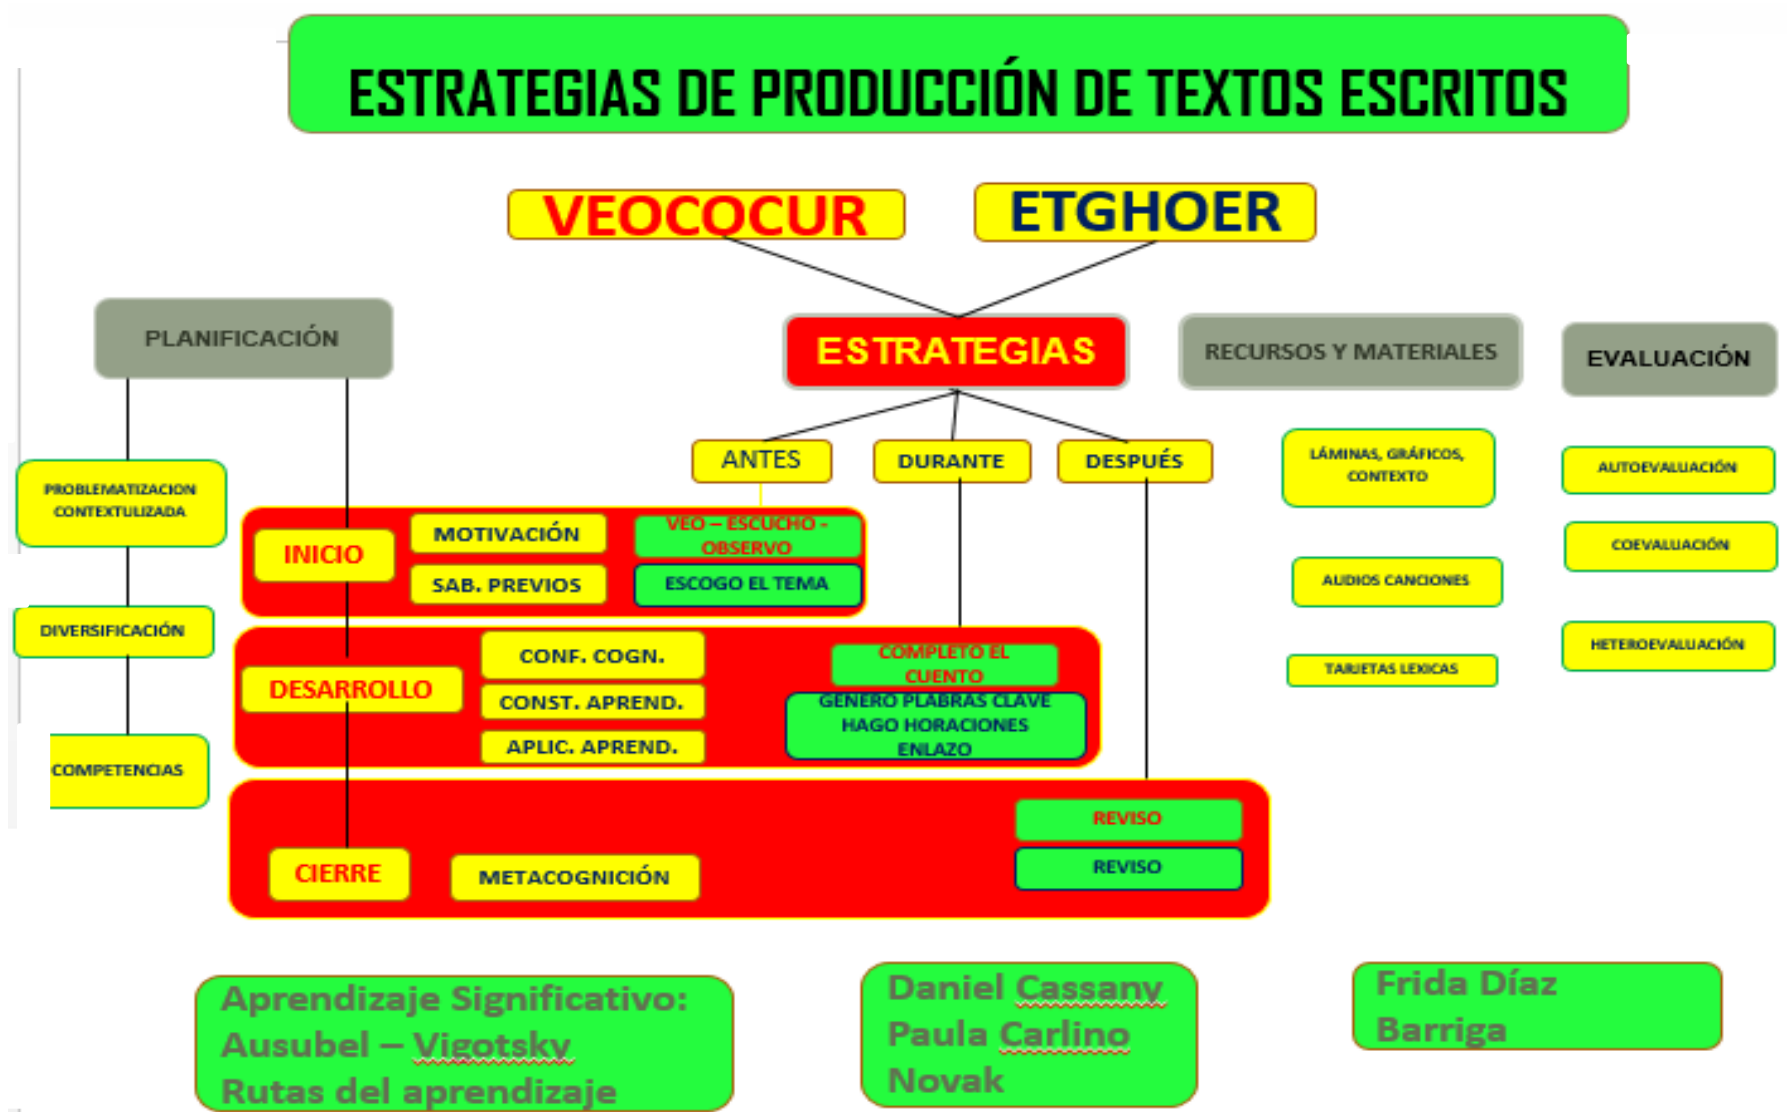 ESTRATEGIAS DE PRODUCCIÓN DE TEXTOS ESCRITOS
VEOCOCUR
ETGHOER
PLANIFICACIÓN
ESTRATEGIAS
RECURSOS Y MATERIALES
EVALUACIÓN
ANTES
DURANTE
DESPUÉS
LÁMINAS, GRÁFICOS,
CONTEXTO
AUTOEVALUACIÓN
PROBLEMATIZACION
CONTEXTULIZADA
INICIO
MOTIVACIÓN
VEO – ESCUCHO -
OBSERVO
SAB. PREVIOS
ESCOGO EL TEMA
COEVALUACIÓN
AUDIOS CANCIONES
DIVERSIFICACIÓN
HETEROEVALUACIÓN
TARJETAS LEXICAS
DESARROLLO
CONF. COGN.
CONST. APREND.
APLIC. APREND.
COMPLETO EL
CUENTO
GENERO PLABRAS CLAVE
HAGO HORACIONES
ENLAZO
COMPETENCIAS
CIERRE
METACOGNICIÓN
REVISO
REVISO
Aprendizaje Significativo:
Ausubel – Vigotsky
Rutas del aprendizaje
Daniel Cassany
Paula Carlino
Novak
Frida Díaz
Barriga